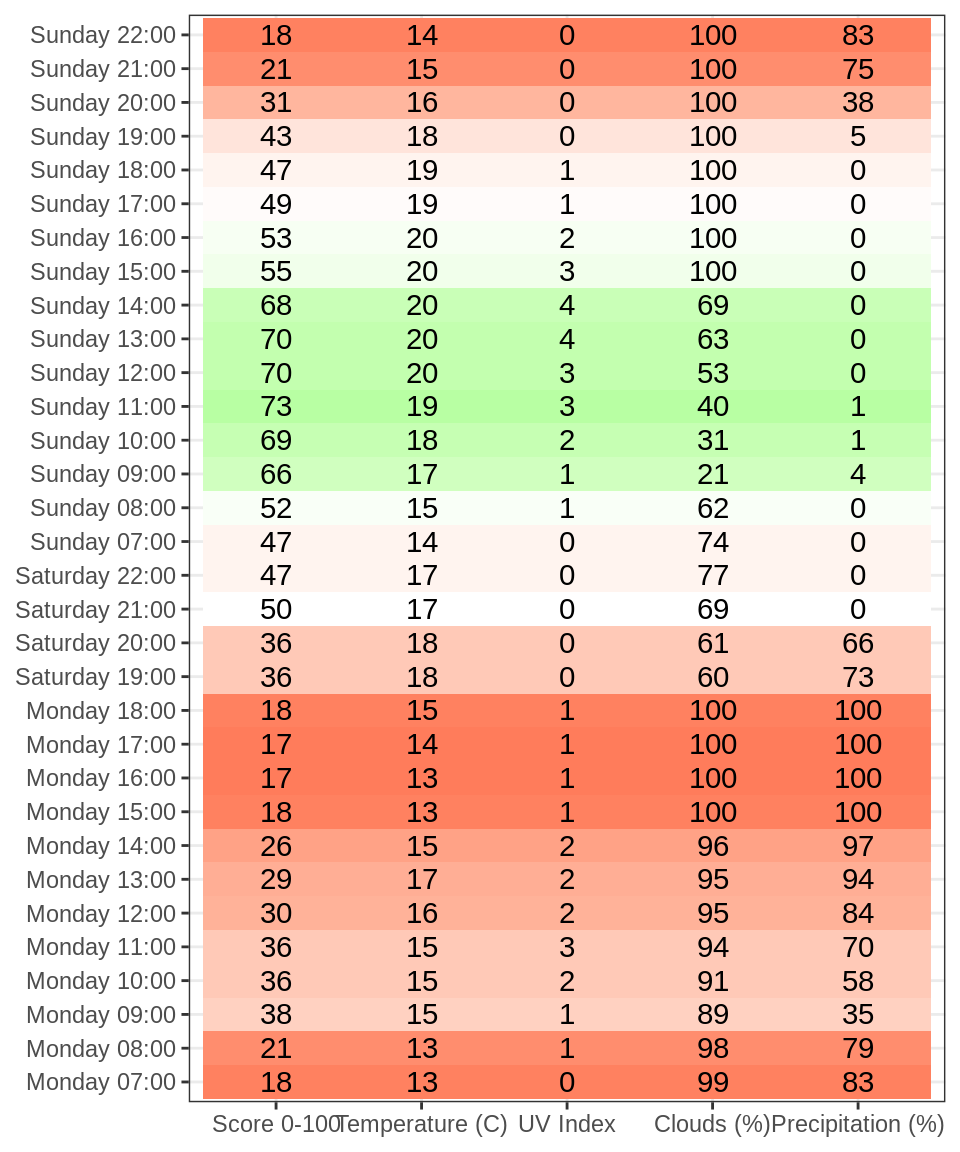 Sunday 22:00 18 14 0 100 83
Sunday 21:00 21 15 0 100 75
Sunday 20:00 31 16 0 100 38
Sunday 19:00 43 18 0 100 5
Sunday 18:00 47 19 1 100 0
Sunday 17:00 49 19 1 100 0
Sunday 16:00 53 20 2 100 0
Sunday 15:00 55 20 3 100 0
Sunday 14:00 68 20 4 69 0
Sunday 13:00 70 20 4 63 0
Sunday 12:00 70 20 3 53 0
Sunday 11:00 73 19 3 40 1
Sunday 10:00 69 18 2 31 1
Sunday 09:00 66 17 1 21 4
Sunday 08:00 52 15 1 62 0
Sunday 07:00 47 14 0 74 0
Saturday 22:00 47 17 0 77 0
Saturday 21:00 50 17 0 69 0
Saturday 20:00 36 18 0 61 66
Saturday 19:00 36 18 0 60 73
Monday 18:00 18 15 1 100 100
Monday 17:00 17 14 1 100 100
Monday 16:00 17 13 1 100 100
Monday 15:00 18 13 1 100 100
Monday 14:00 26 15 2 96 97
Monday 13:00 29 17 2 95 94
Monday 12:00 30 16 2 95 84
Monday 11:00 36 15 3 94 70
Monday 10:00 36 15 2 91 58
Monday 09:00 38 15 1 89 35
Monday 08:00 21 13 1 98 79
Monday 07:00 18 13 0 99 83
Score 0-100 Temperature (C) UV Index Clouds (%) Precipitation (%)